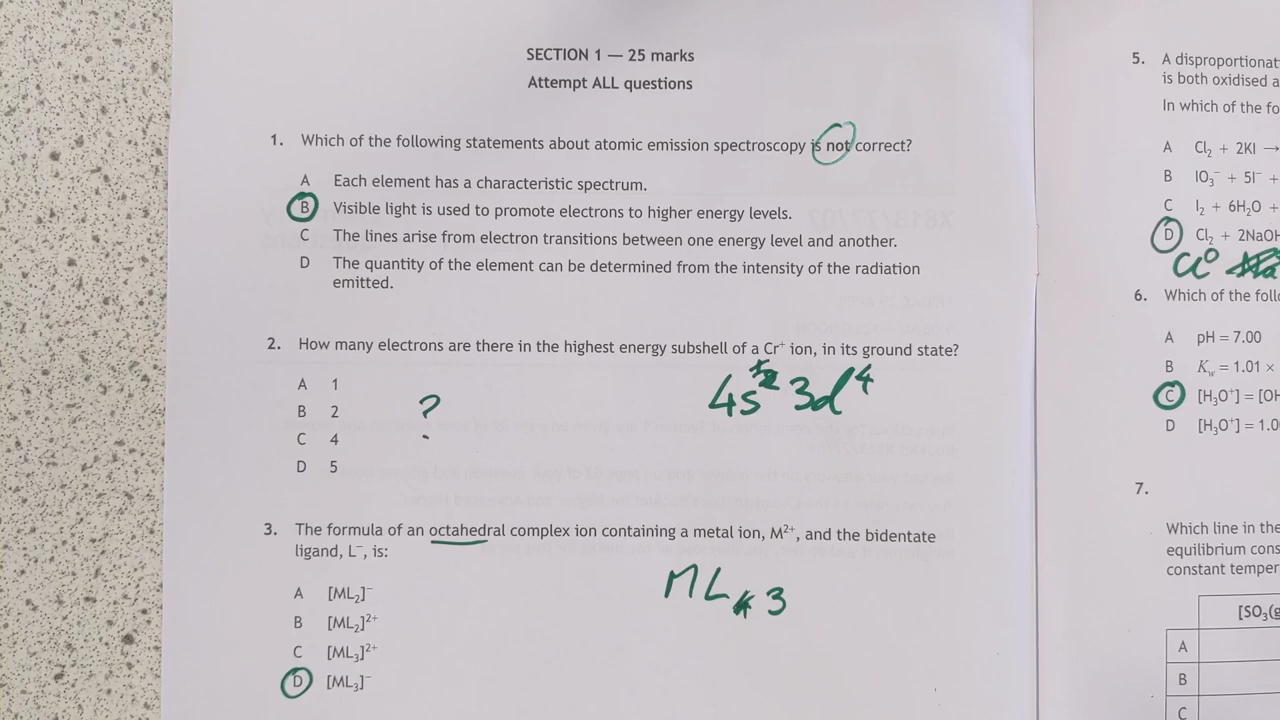 SECTION 1 — 25 marks
Attempt ALL questions
1. Which of the following statements about atomic emission spectroscopy is not correct?
A Each element has a characteristic spectrum.
B Visible light is used to promote electrons to higher energy levels.
C The lines arise from electron transitions between one energy level and another.
D The quantity of the element can be determined from the intensity of the radiation
emitted.
2. How many electrons are there in the highest energy subshell of a Cr⁺ ion, in its ground state?
4s² 3d⁴
A 1
B 2
?
C 4
D 5
3. The formula of an octahedral complex ion containing a metal ion, M²⁺, and the bidentate
ligand, L⁻, is:
ML 3
A [ML₂]⁻
B [ML₂]²⁺
C [ML₃]²⁺
D [ML₃]⁻
5. A disproportionat
is both oxidised a
In which of the fo
A Cl₂ + 2KI →
B IO₃⁻ + 5I⁻ +
C I₂ + 6H₂O +
D Cl₂ + 2NaOH
Cl⁰
6. Which of the foll
A pH = 7.00
B Kw = 1.01 ×
C [H₃O⁺] = [OH
D [H₃O⁺] = 1.0
7.
Which line in the
equilibrium cons
constant temper
[SO₃(g
A
B
C